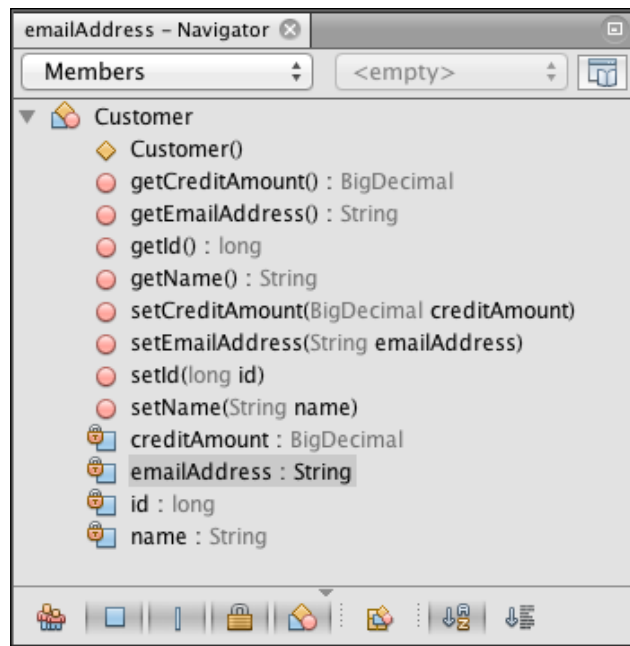 emailAddress – Navigator
Members <empty>
Customer
Customer()
getCreditAmount() : BigDecimal
getEmailAddress() : String
getId() : long
getName() : String
setCreditAmount(BigDecimal creditAmount)
setEmailAddress(String emailAddress)
setId(long id)
setName(String name)
creditAmount : BigDecimal
emailAddress : String
id : long
name : String